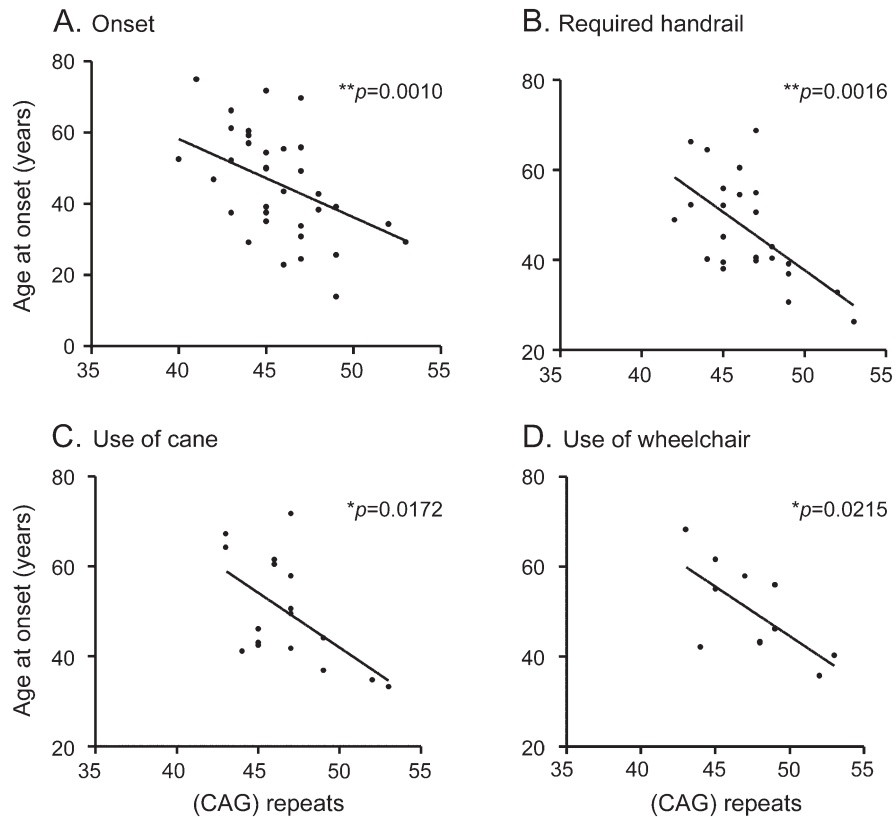 A. Onset
80
60
40
20
0
35 40 45 50 55
Age at onset (years)
**p=0.0010
B. Required handrail
80
60
40
20
35 40 45 50 55
**p=0.0016
C. Use of cane
80
60
40
20
35 40 45 50 55
Age at onset (years)
(CAG) repeats
*p=0.0172
D. Use of wheelchair
80
60
40
20
35 40 45 50 55
(CAG) repeats
*p=0.0215